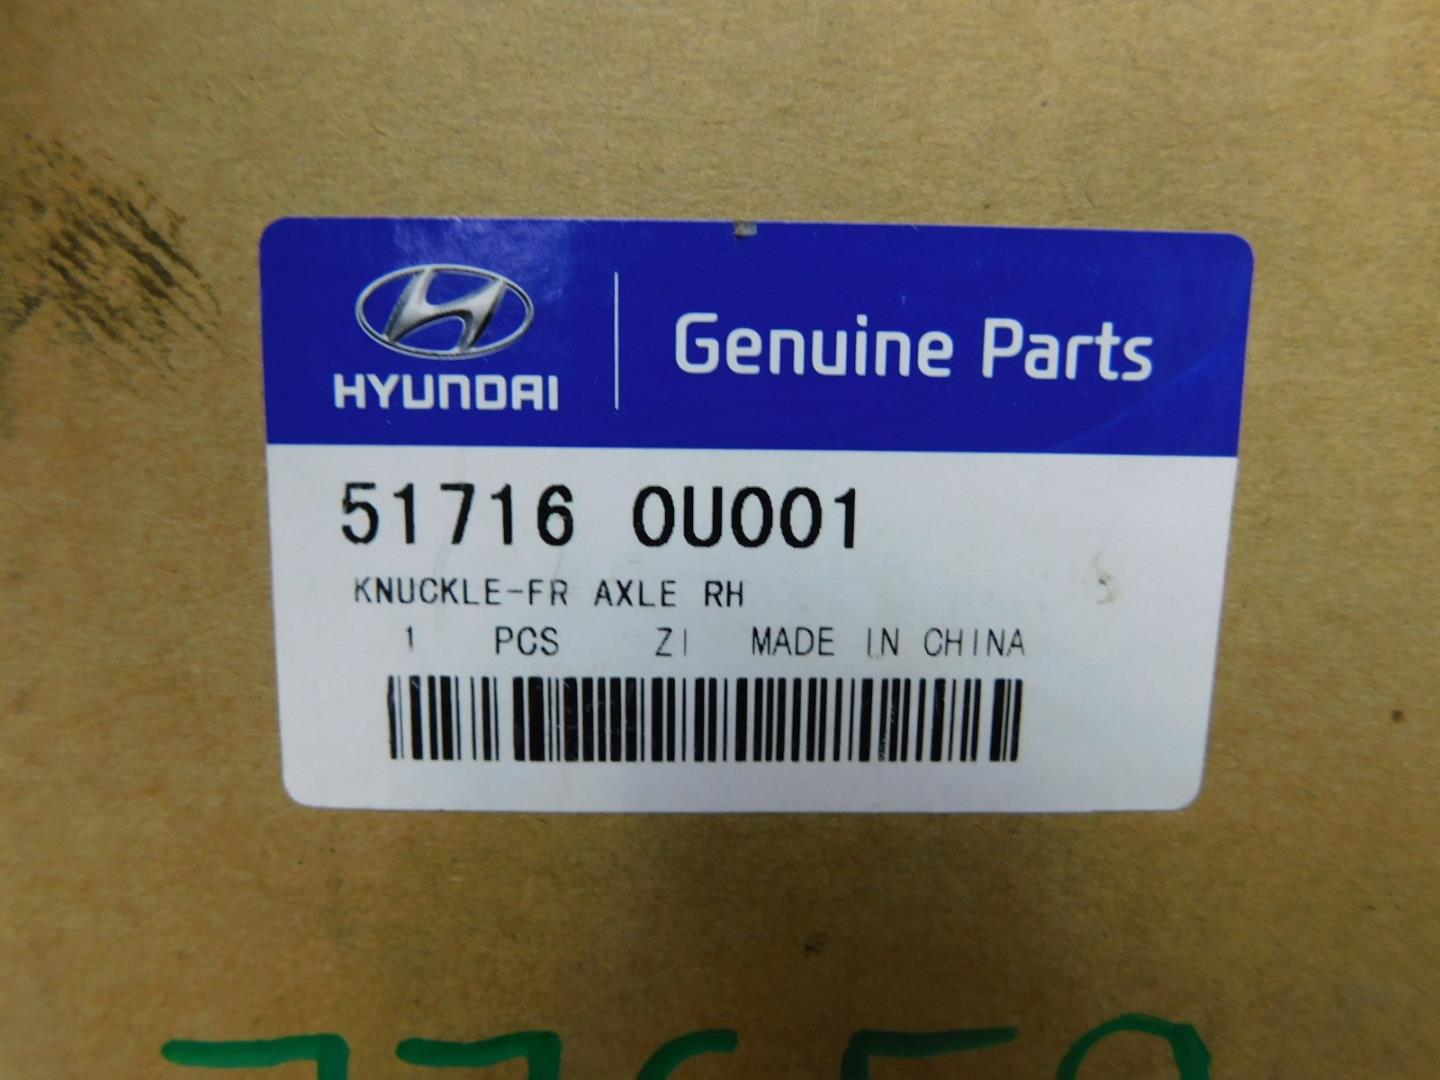 HYUNDAI
Genuine Parts
51716 0U001
KNUCKLE-FR AXLE RH
1 PCS ZI MADE IN CHINA